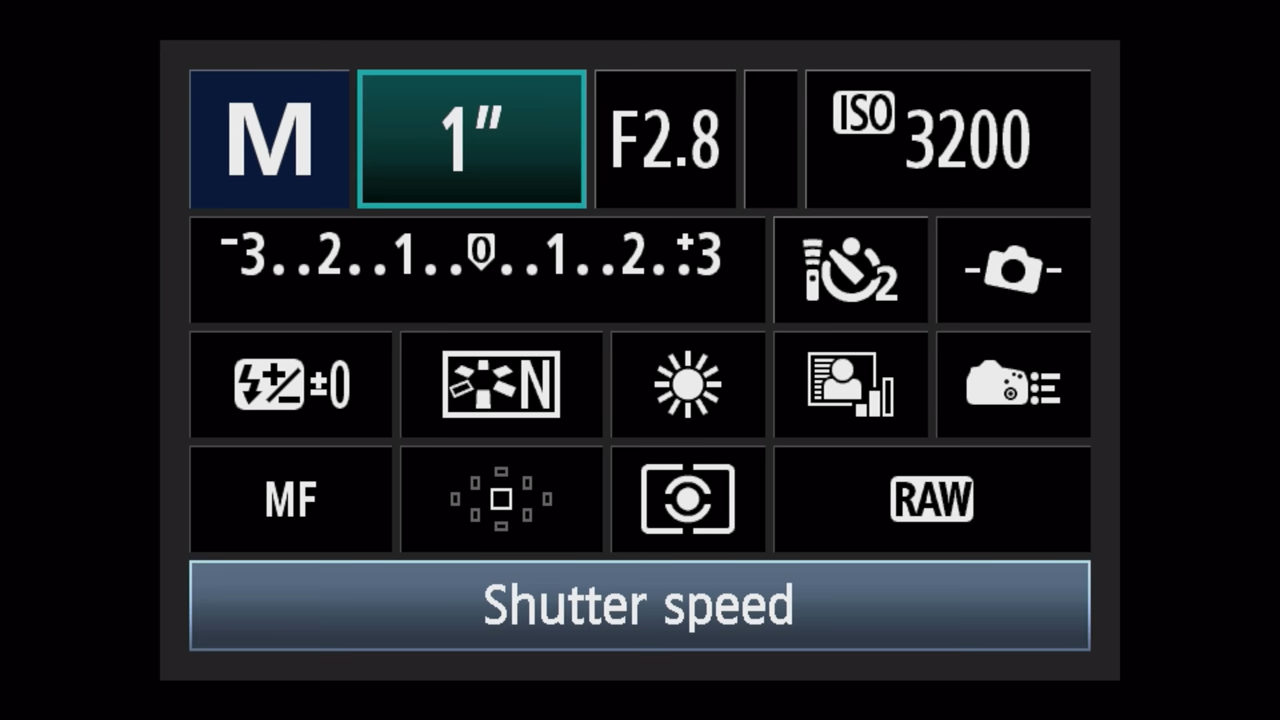 M 1" F2.8 ISO 3200
-3..2..1..0..1..2..+3 2
±0 N
MF RAW
Shutter speed